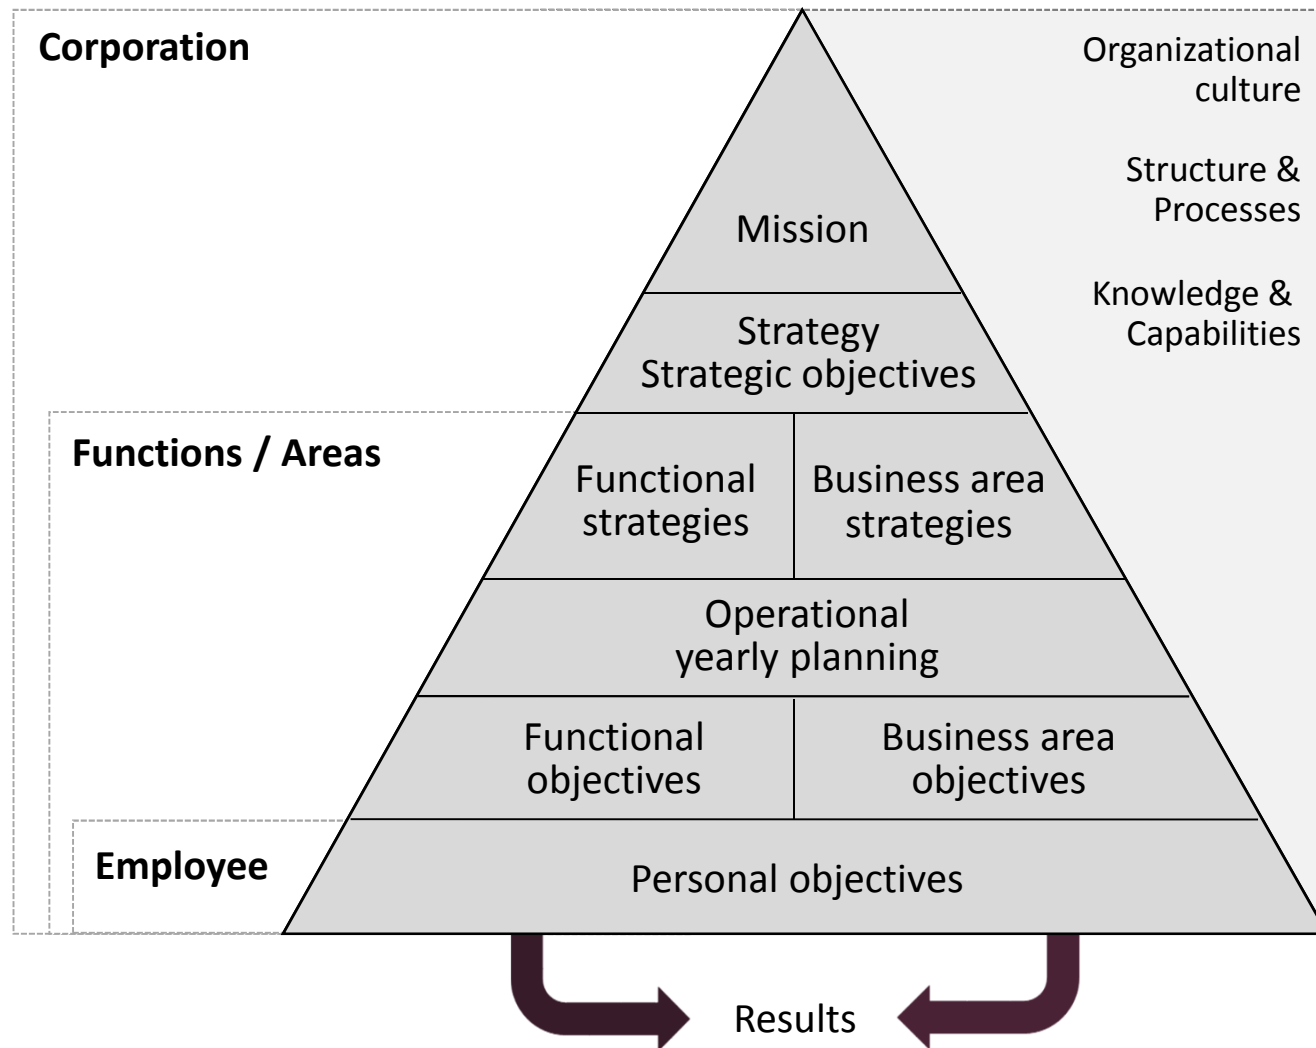 Corporation
Organizational
culture
Structure &
Processes
Mission
Knowledge &
Capabilities
Strategy
Strategic objectives
Functions / Areas
Functional
strategies
Business area
strategies
Operational
yearly planning
Functional
objectives
Business area
objectives
Employee
Personal objectives
Results